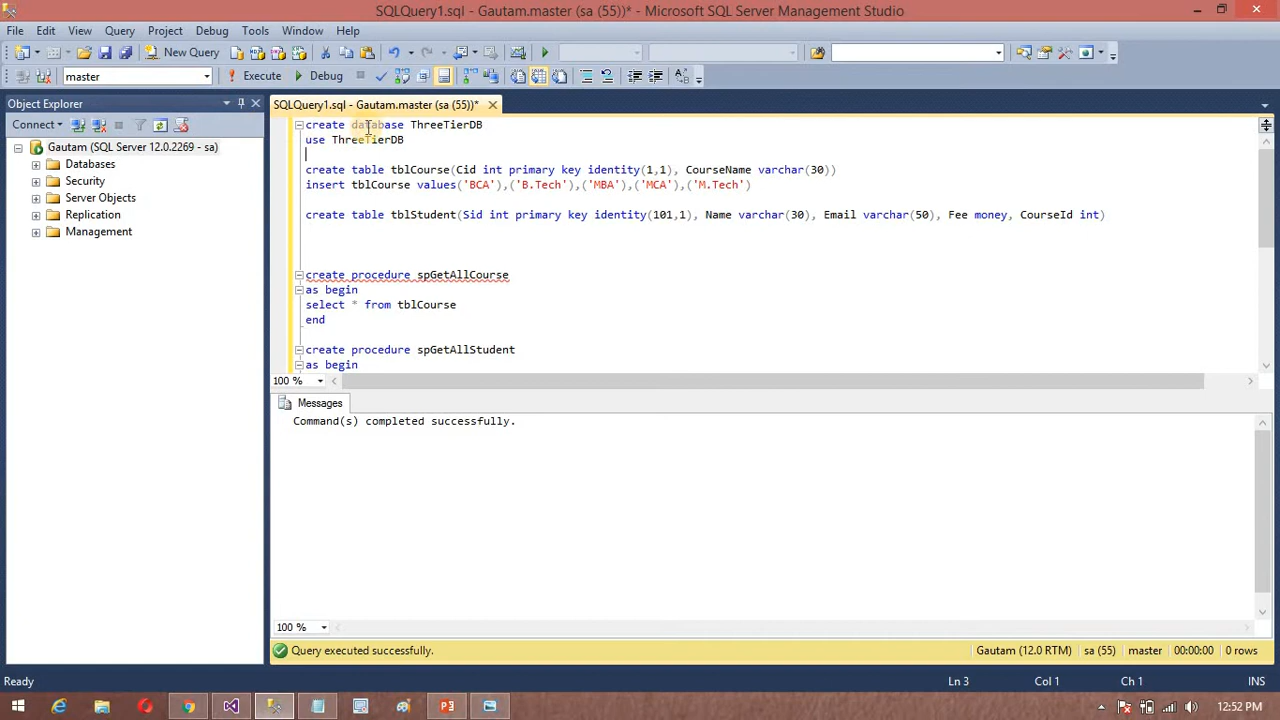 SQLQuery1.sql - Gautam.master (sa (55))* - Microsoft SQL Server Management Studio
File Edit View Query Project Debug Tools Window Help
New Query
master Execute Debug
Object Explorer
Connect
Gautam (SQL Server 12.0.2269 - sa)
Databases
Security
Server Objects
Replication
Management
SQLQuery1.sql - Gautam.master (sa (55))*
create database ThreeTierDB
use ThreeTierDB
create table tblCourse(Cid int primary key identity(1,1), CourseName varchar(30))
insert tblCourse values('BCA'),('B.Tech'),('MBA'),('MCA'),('M.Tech')
create table tblStudent(Sid int primary key identity(101,1), Name varchar(30), Email varchar(50), Fee money, CourseId int)
create procedure spGetAllCourse
as begin
select * from tblCourse
end
create procedure spGetAllStudent
as begin
100 %
Messages
Command(s) completed successfully.
100 %
Query executed successfully. Gautam (12.0 RTM) sa (55) master 00:00:00 0 rows
Ready Ln 3 Col 1 Ch 1 INS
12:52 PM